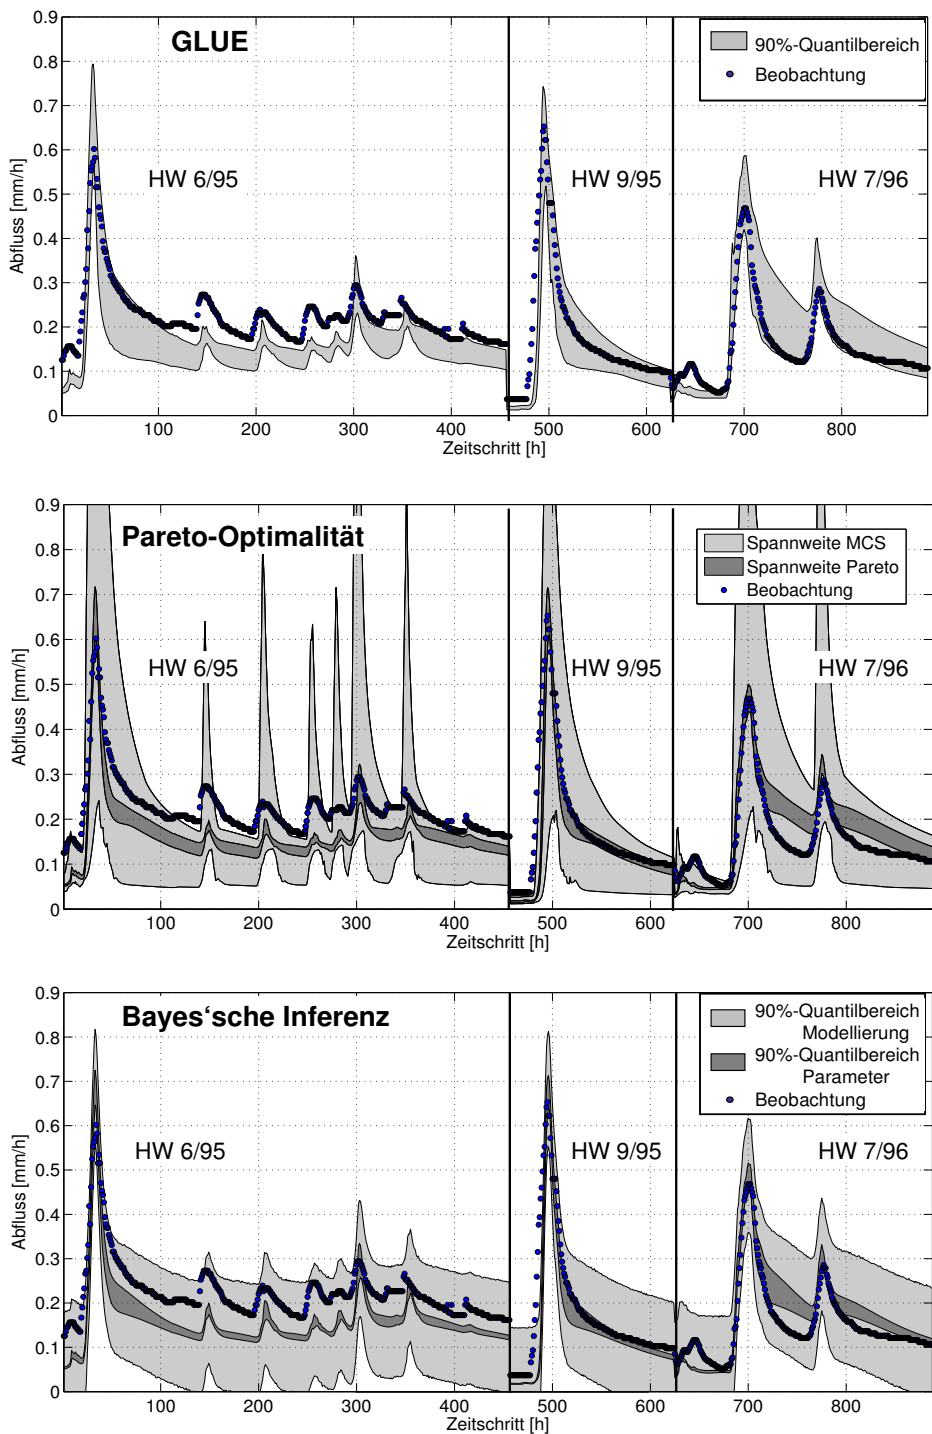 GLUE
90%-Quantilbereich
Beobachtung
HW 6/95
HW 9/95
HW 7/96
Abfluss [mm/h]
0.9
0.8
0.7
0.6
0.5
0.4
0.3
0.2
0.1
0
100 200 300 400 500 600 700 800
Zeitschritt [h]
Pareto-Optimalität
Spannweite MCS
Spannweite Pareto
Beobachtung
HW 6/95
HW 9/95
HW 7/96
Abfluss [mm/h]
0.9
0.8
0.7
0.6
0.5
0.4
0.3
0.2
0.1
0
100 200 300 400 500 600 700 800
Zeitschritt [h]
Bayes‘sche Inferenz
90%-Quantilbereich
Modellierung
90%-Quantilbereich
Parameter
Beobachtung
HW 6/95
HW 9/95
HW 7/96
Abfluss [mm/h]
0.9
0.8
0.7
0.6
0.5
0.4
0.3
0.2
0.1
0
100 200 300 400 500 600 700 800
Zeitschritt [h]